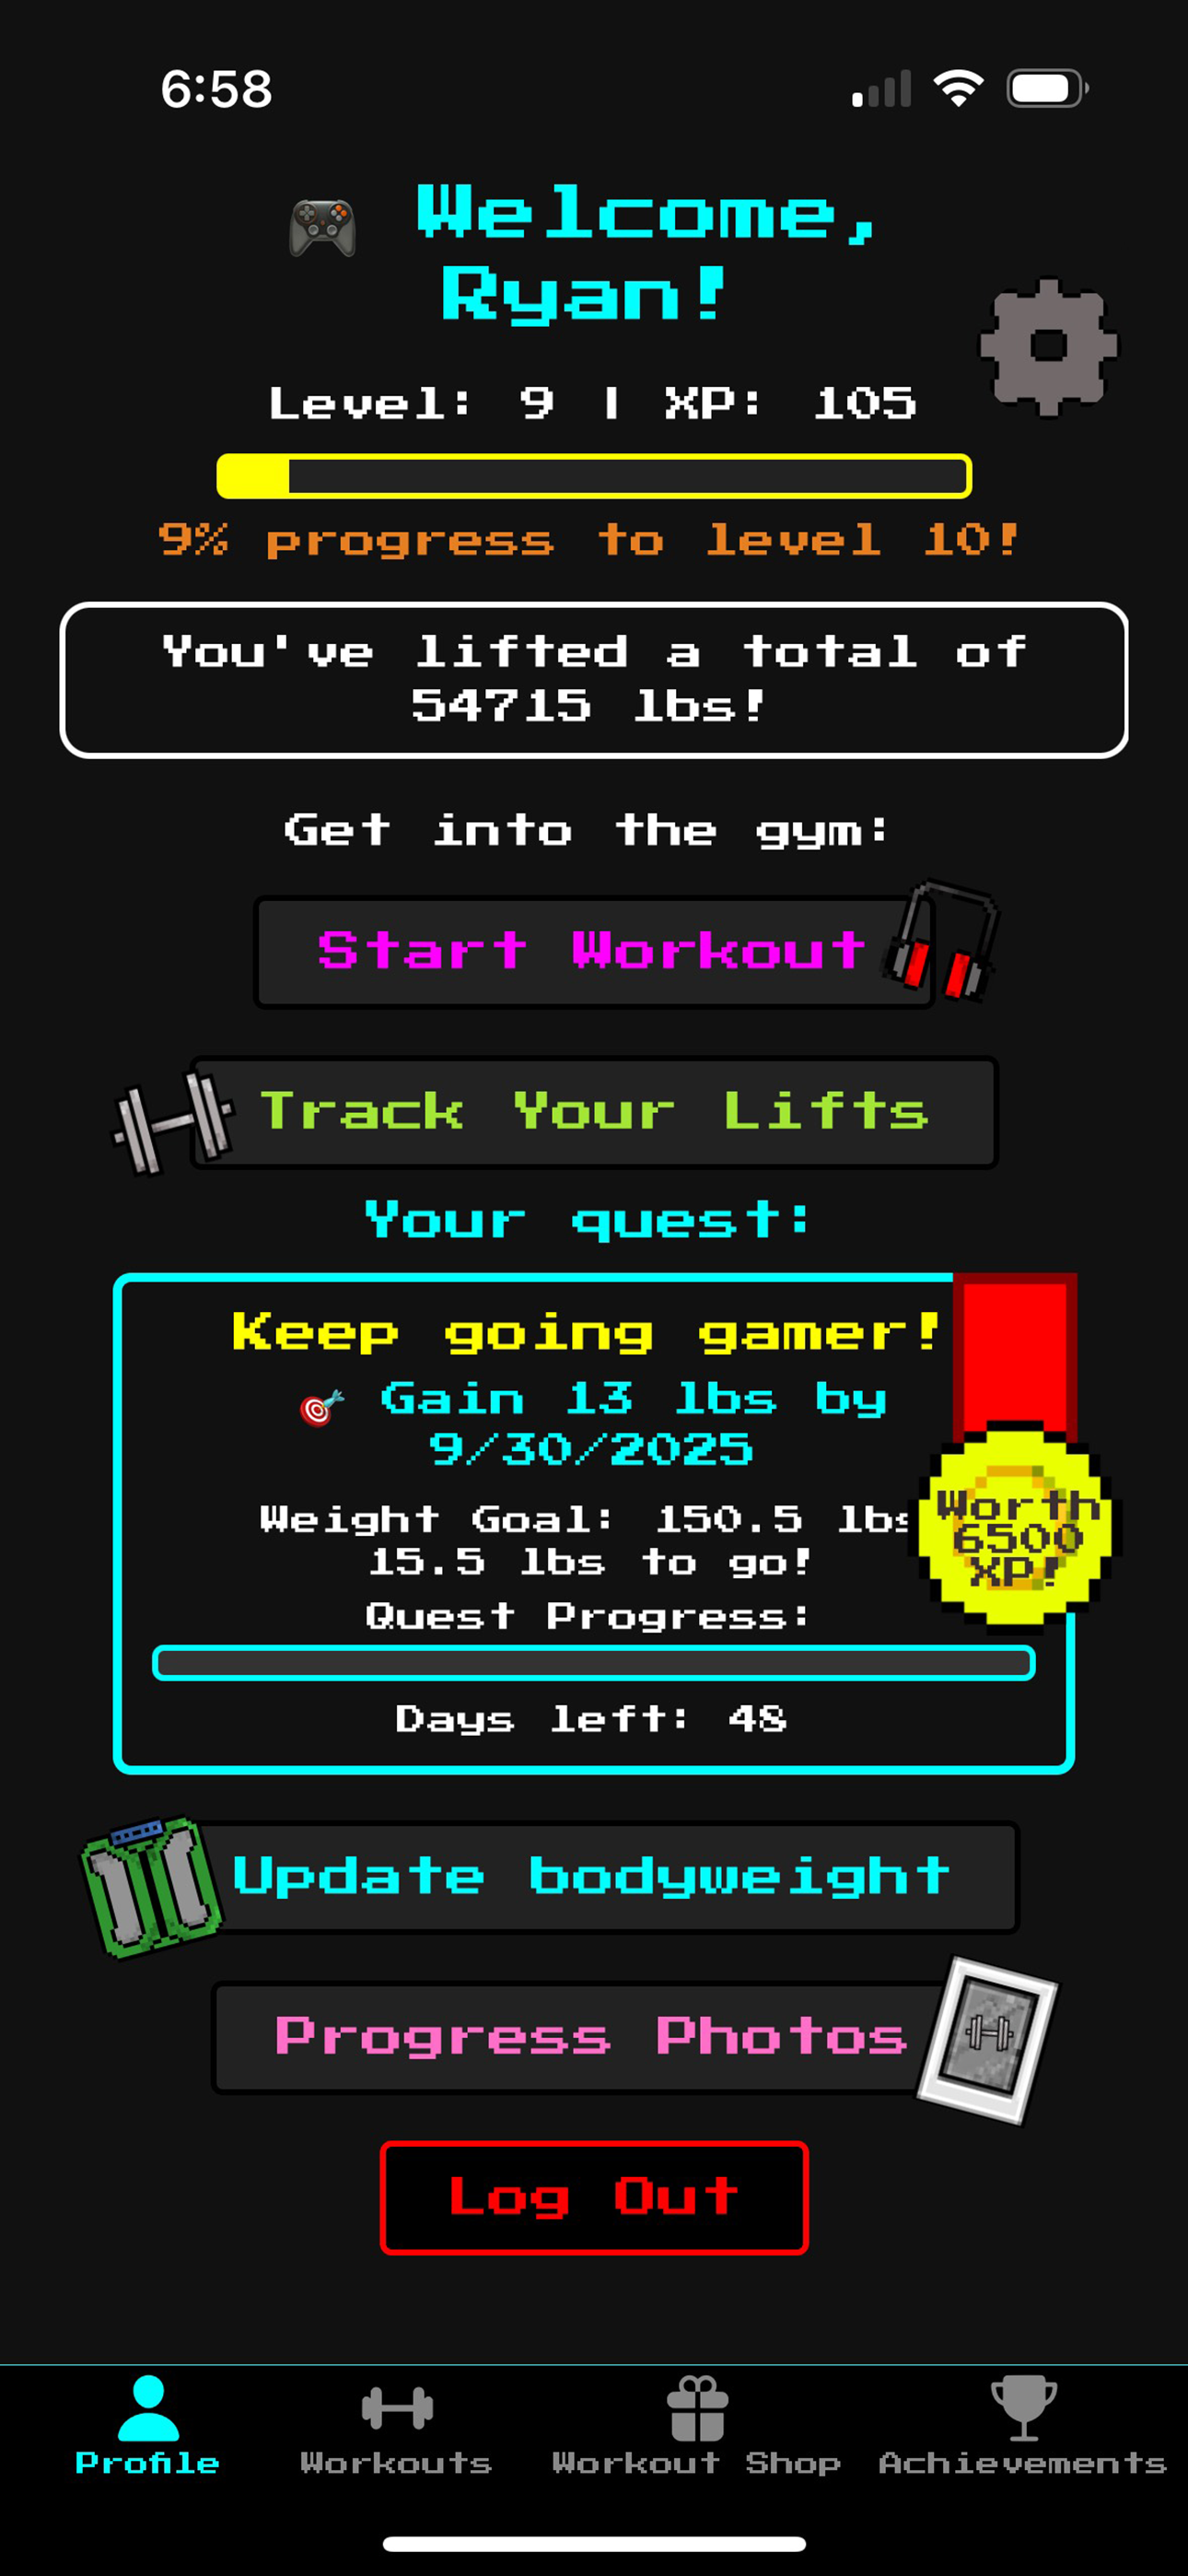 6:58
Welcome,
Ryan!
Level: 9 | XP: 105
9% progress to level 10!
You've lifted a total of
54715 lbs!
Get into the gym:
Start Workout
Track Your Lifts
Your quest:
Keep going gamer!
Gain 13 lbs by
9/30/2025
Weight Goal: 150.5 lbs
15.5 lbs to go!
Worth
6500
XP!
Quest Progress:
Days left: 48
Update bodyweight
Progress Photos
Log Out
Profile
Workouts
Workout Shop
Achievements